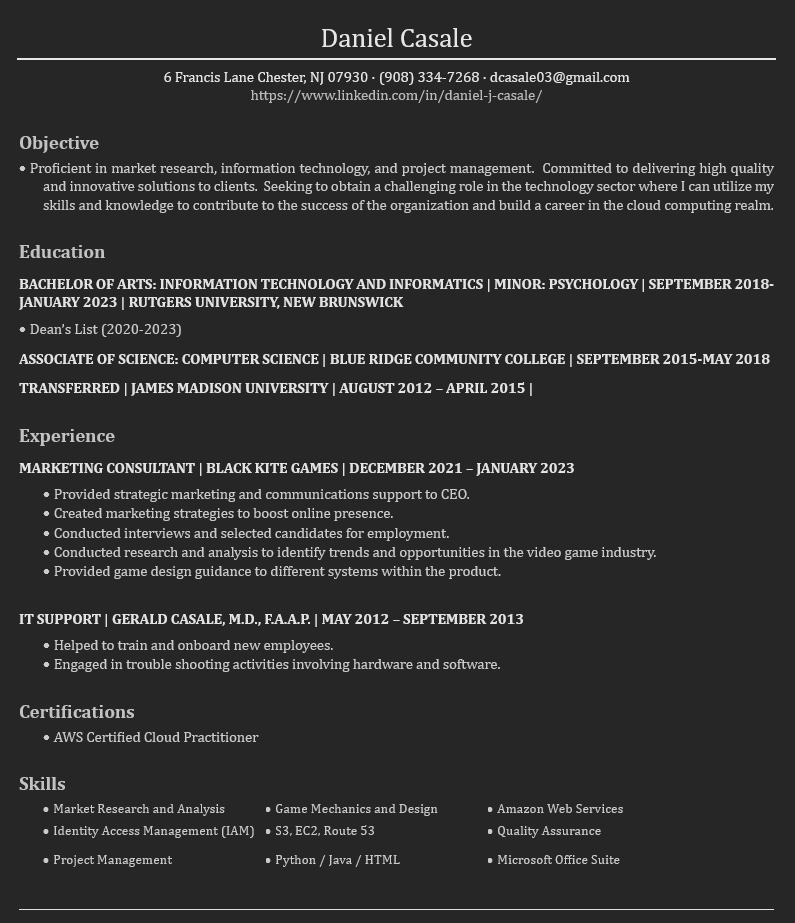 Daniel Casale
6 Francis Lane Chester, NJ 07930 · (908) 334-7268 · dcasale03@gmail.com
https://www.linkedin.com/in/daniel-j-casale/
Objective
• Proficient in market research, information technology, and project management. Committed to delivering high quality
and innovative solutions to clients. Seeking to obtain a challenging role in the technology sector where I can utilize my
skills and knowledge to contribute to the success of the organization and build a career in the cloud computing realm.
Education
BACHELOR OF ARTS: INFORMATION TECHNOLOGY AND INFORMATICS | MINOR: PSYCHOLOGY | SEPTEMBER 2018-
JANUARY 2023 | RUTGERS UNIVERSITY, NEW BRUNSWICK
• Dean's List (2020-2023)
ASSOCIATE OF SCIENCE: COMPUTER SCIENCE | BLUE RIDGE COMMUNITY COLLEGE | SEPTEMBER 2015-MAY 2018
TRANSFERRED | JAMES MADISON UNIVERSITY | AUGUST 2012 – APRIL 2015 |
Experience
MARKETING CONSULTANT | BLACK KITE GAMES | DECEMBER 2021 – JANUARY 2023
• Provided strategic marketing and communications support to CEO.
• Created marketing strategies to boost online presence.
• Conducted interviews and selected candidates for employment.
• Conducted research and analysis to identify trends and opportunities in the video game industry.
• Provided game design guidance to different systems within the product.
IT SUPPORT | GERALD CASALE, M.D., F.A.A.P. | MAY 2012 – SEPTEMBER 2013
• Helped to train and onboard new employees.
• Engaged in trouble shooting activities involving hardware and software.
Certifications
• AWS Certified Cloud Practitioner
Skills
• Market Research and Analysis • Game Mechanics and Design • Amazon Web Services
• Identity Access Management (IAM) • S3, EC2, Route 53 • Quality Assurance
• Project Management • Python / Java / HTML • Microsoft Office Suite